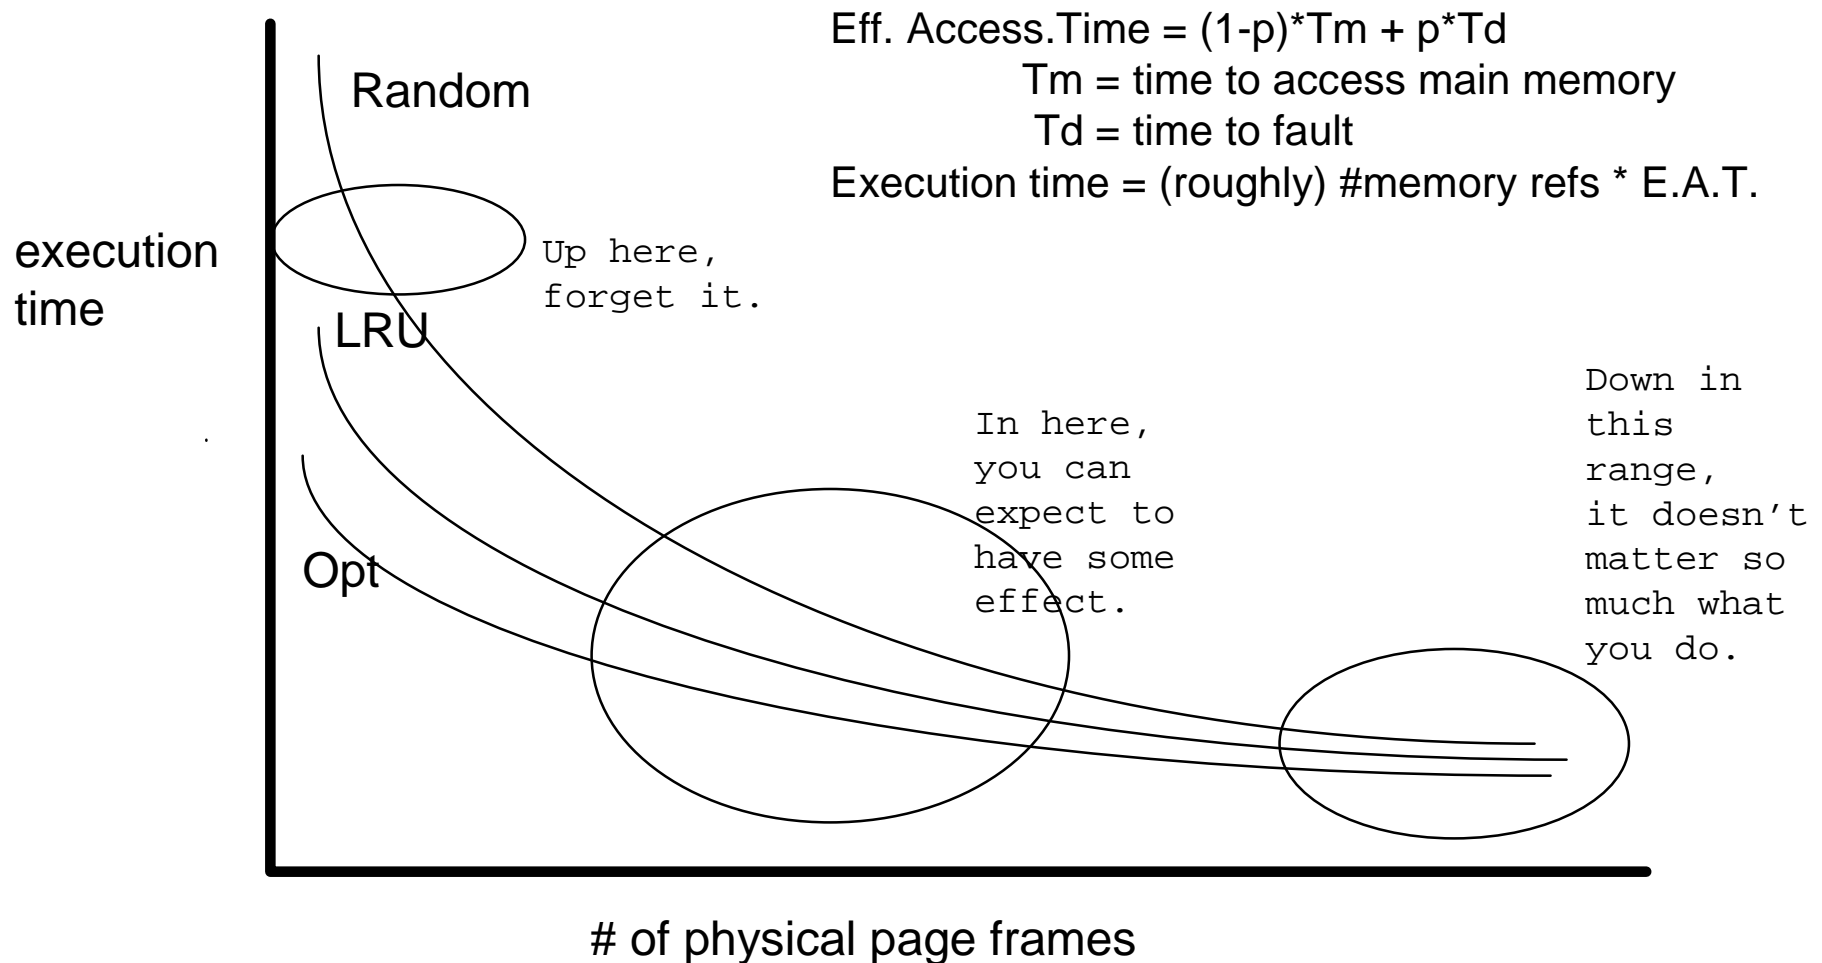 Eff. Access.Time = (1-p)*Tm + p*Td
Tm = time to access main memory
Td = time to fault
Execution time = (roughly) #memory refs * E.A.T.
Random
execution
time
Up here,
forget it.
LRU
In here,
you can
expect to
have some
effect.
Down in
this
range,
it doesn't
matter so
much what
you do.
Opt
# of physical page frames